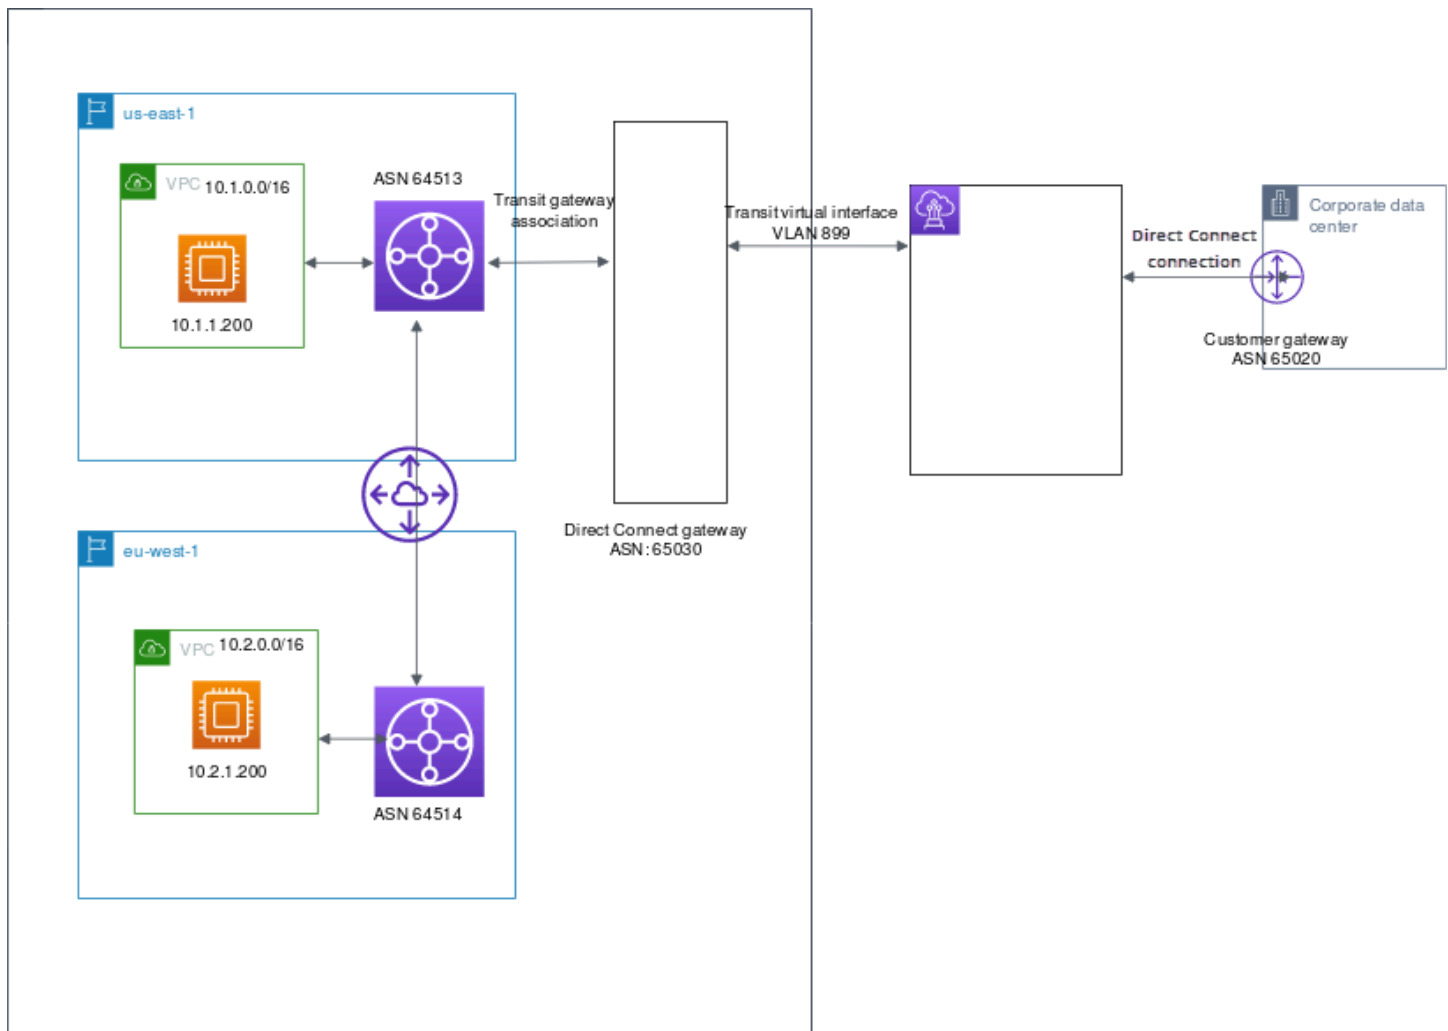 us-east-1
VPC 10.1.0.0/16
10.1.1.200
ASN 64513
Transit gateway
association
Transit virtual interface
VLAN 899
Direct Connect
connection
Corporate data
center
Customer gateway
ASN 65020
Direct Connect gateway
ASN: 65030
eu-west-1
VPC 10.2.0.0/16
10.2.1.200
ASN 64514